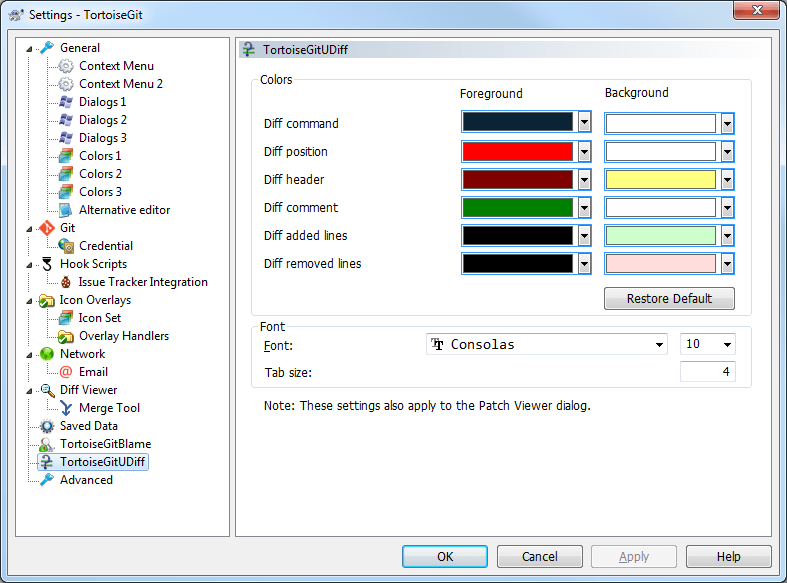 Settings - TortoiseGit
General
Context Menu
Context Menu 2
Dialogs 1
Dialogs 2
Dialogs 3
Colors 1
Colors 2
Colors 3
Alternative editor
Git
Credential
Hook Scripts
Issue Tracker Integration
Icon Overlays
Icon Set
Overlay Handlers
Network
Email
Diff Viewer
Merge Tool
Saved Data
TortoiseGitBlame
TortoiseGitUDiff
Advanced
TortoiseGitUDiff
Colors
Foreground Background
Diff command
Diff position
Diff header
Diff comment
Diff added lines
Diff removed lines
Restore Default
Font
Font: Consolas 10
Tab size: 4
Note: These settings also apply to the Patch Viewer dialog.
OK Cancel Apply Help